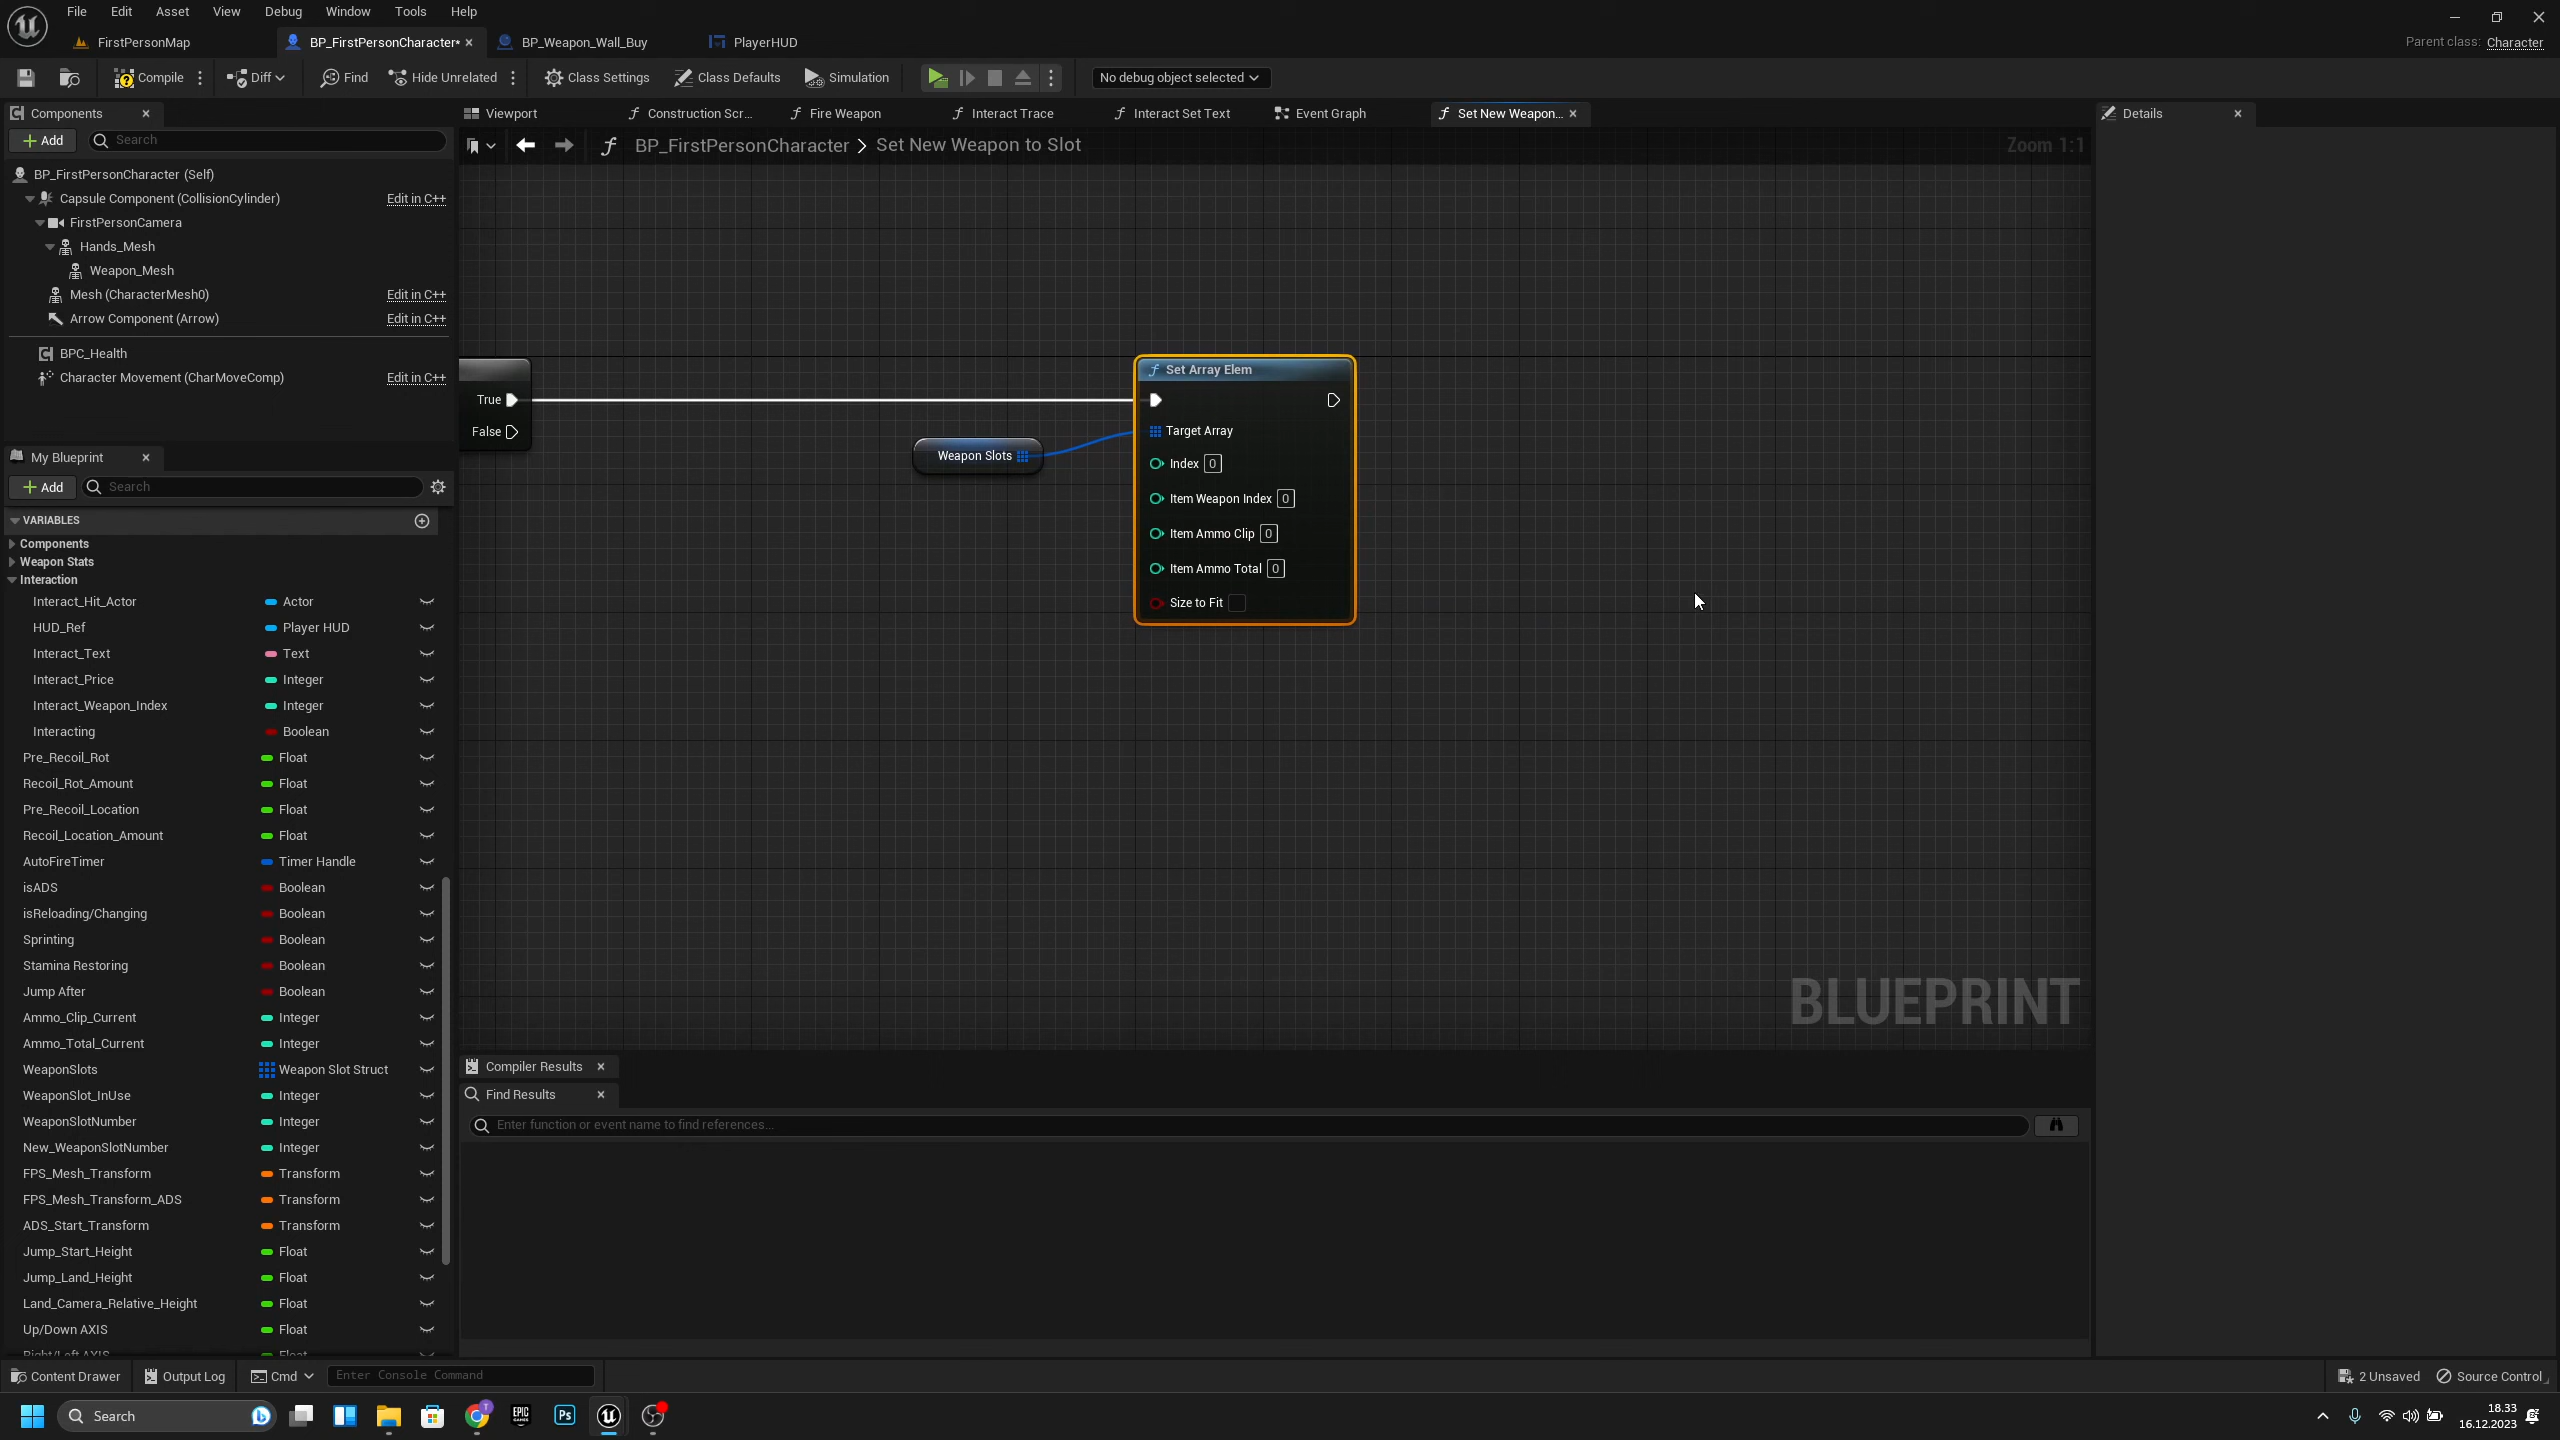 File Edit View Asset Debug Window Tools Help
FirstPersonMap BP_FirstPersonCharacter* BP_Weapon_Wall_Buy PlayerHUD
Parent class: Character
Compile Diff Find Hide Unrelated Class Settings Class Defaults Simulation No debug object selected
Components Viewport Construction Scr... Fire Weapon Interact Trace Interact Set Text Event Graph Set New Weapon... Details
Add Search
BP_FirstPersonCharacter > Set New Weapon to Slot Zoom 1:1
BP_FirstPersonCharacter (Self)
Capsule Component (CollisionCylinder) Edit in C++
FirstPersonCamera
Hands_Mesh
Weapon_Mesh
Mesh (CharacterMesh0) Edit in C++
Arrow Component (Arrow) Edit in C++
BPC_Health
Character Movement (CharMoveComp) Edit in C++
My Blueprint
Add Search
VARIABLES
Components
Weapon Stats
Interaction
Interact_Hit_Actor Actor
HUD_Ref Player HUD
Interact_Text Text
Interact_Price Integer
Interact_Weapon_Index Integer
Interacting Boolean
Pre_Recoil_Rot Float
Recoil_Rot_Amount Float
Pre_Recoil_Location Float
Recoil_Location_Amount Float
AutoFireTimer Timer Handle
isADS Boolean
isReloading/Changing Boolean
Sprinting Boolean
Stamina Restoring Boolean
Jump After Boolean
Ammo_Clip_Current Integer
Ammo_Total_Current Integer
WeaponSlots Weapon Slot Struct
WeaponSlot_InUse Integer
WeaponSlotNumber Integer
New_WeaponSlotNumber Integer
FPS_Mesh_Transform Transform
FPS_Mesh_Transform_ADS Transform
ADS_Start_Transform Transform
Jump_Start_Height Float
Jump_Land_Height Float
Land_Camera_Relative_Height Float
Up/Down AXIS Float
Right/Left AXIS Float
True
False
Weapon Slots
Set Array Elem
Target Array
Index 0
Item Weapon Index 0
Item Ammo Clip 0
Item Ammo Total 0
Size to Fit
BLUEPRINT
Compiler Results
Find Results
Enter function or event name to find references...
Content Drawer Output Log Cmd Enter Console Command 2 Unsaved Source Control
Search EPIC GAMES Ps 18.33
16.12.2023